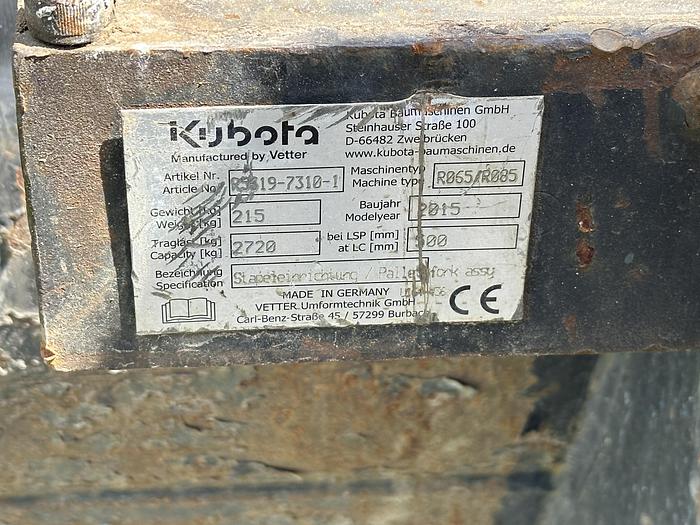 Kubota
Manufactured by Vetter
Kubota Baumaschinen GmbH
Steinhauser Straße 100
D-66482 Zweibrücken
www.kubota-baumaschinen.de
Artikel Nr.
Article No.
Maschinentyp
Machine type
R065/R085
Gewicht [kg]
Weight [kg]
215
Baujahr
Modelyear
2015
Traglast [kg]
Capacity [kg]
2720
bei LSP [mm]
at LC [mm]
500
Bezeichnung
Specification
Stapeleinrichtung / Pallet fork assy
MADE IN GERMANY
VETTER Umformtechnik GmbH
Carl-Benz-Straße 45 / 57299 Burbach
CE